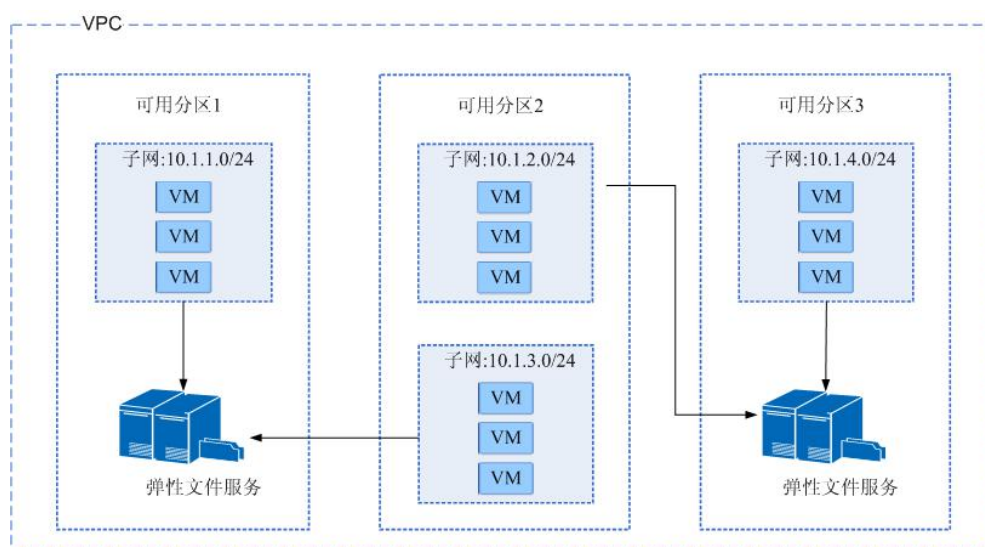 VPC
可用分区1
子网:10.1.1.0/24
VM
VM
VM
弹性文件服务
可用分区2
子网:10.1.2.0/24
VM
VM
VM
子网:10.1.3.0/24
VM
VM
VM
可用分区3
子网:10.1.4.0/24
VM
VM
VM
弹性文件服务